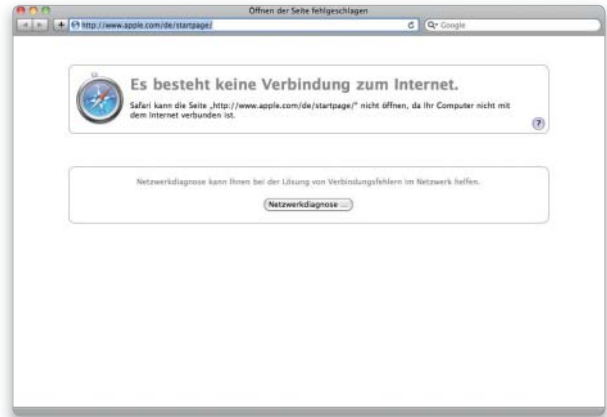 Öffnen der Seite fehlgeschlagen
http://www.apple.com/de/startpage/
Google
Es besteht keine Verbindung zum Internet.
Safari kann die Seite „http://www.apple.com/de/startpage/“ nicht öffnen, da Ihr Computer nicht mit
dem Internet verbunden ist.
?
Netzwerkdiagnose kann Ihnen bei der Lösung von Verbindungsfehlern im Netzwerk helfen.
Netzwerkdiagnose ...